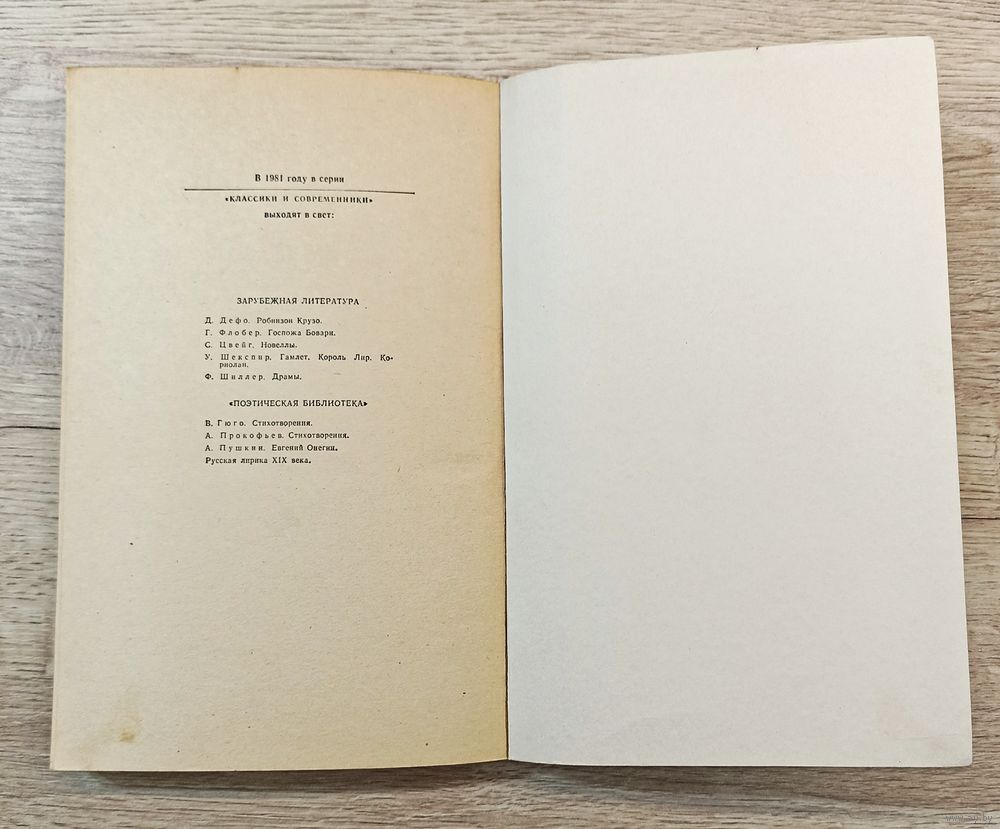 В 1981 году в серии
«КЛАССИКИ И СОВРЕМЕННИКИ»
ВЫХОДЯТ В СВЕТ:
ЗАРУБЕЖНАЯ ЛИТЕРАТУРА
Д. Дефо. Робинзон Крузо.
Г. Флобер. Госпожа Бовари.
С. Цвейг. Новеллы.
У. Шекспир. Гамлет. Король Лир. Ко-
риолан.
Ф. Шиллер. Драмы.
«ПОЭТИЧЕСКАЯ БИБЛИОТЕКА»
В. Гюго. Стихотворения.
А. Прокофьев. Стихотворения.
А. Пушкин. Евгений Онегин.
Русская лирика XIX века.